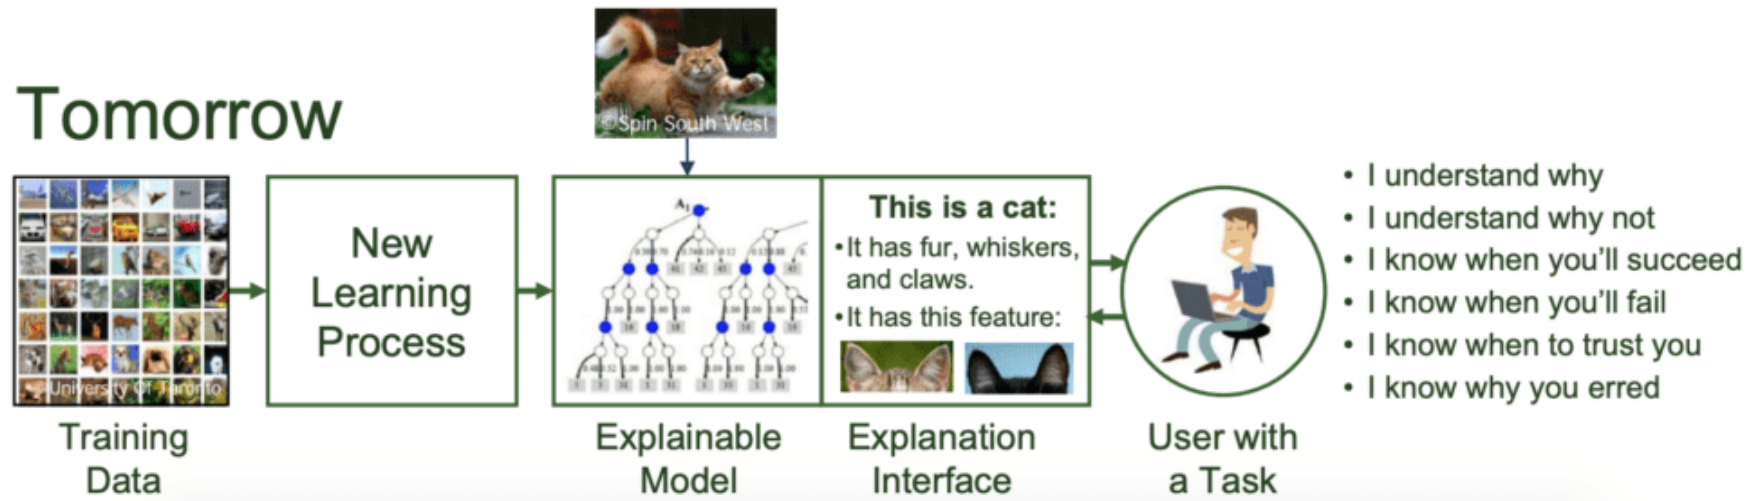 Tomorrow
©Spin South West
University Of Toronto
New
Learning
Process
A₁
This is a cat:
•It has fur, whiskers,
and claws.
•It has this feature:
• I understand why
• I understand why not
• I know when you'll succeed
• I know when you'll fail
• I know when to trust you
• I know why you erred
Training
Data
Explainable
Model
Explanation
Interface
User with
a Task